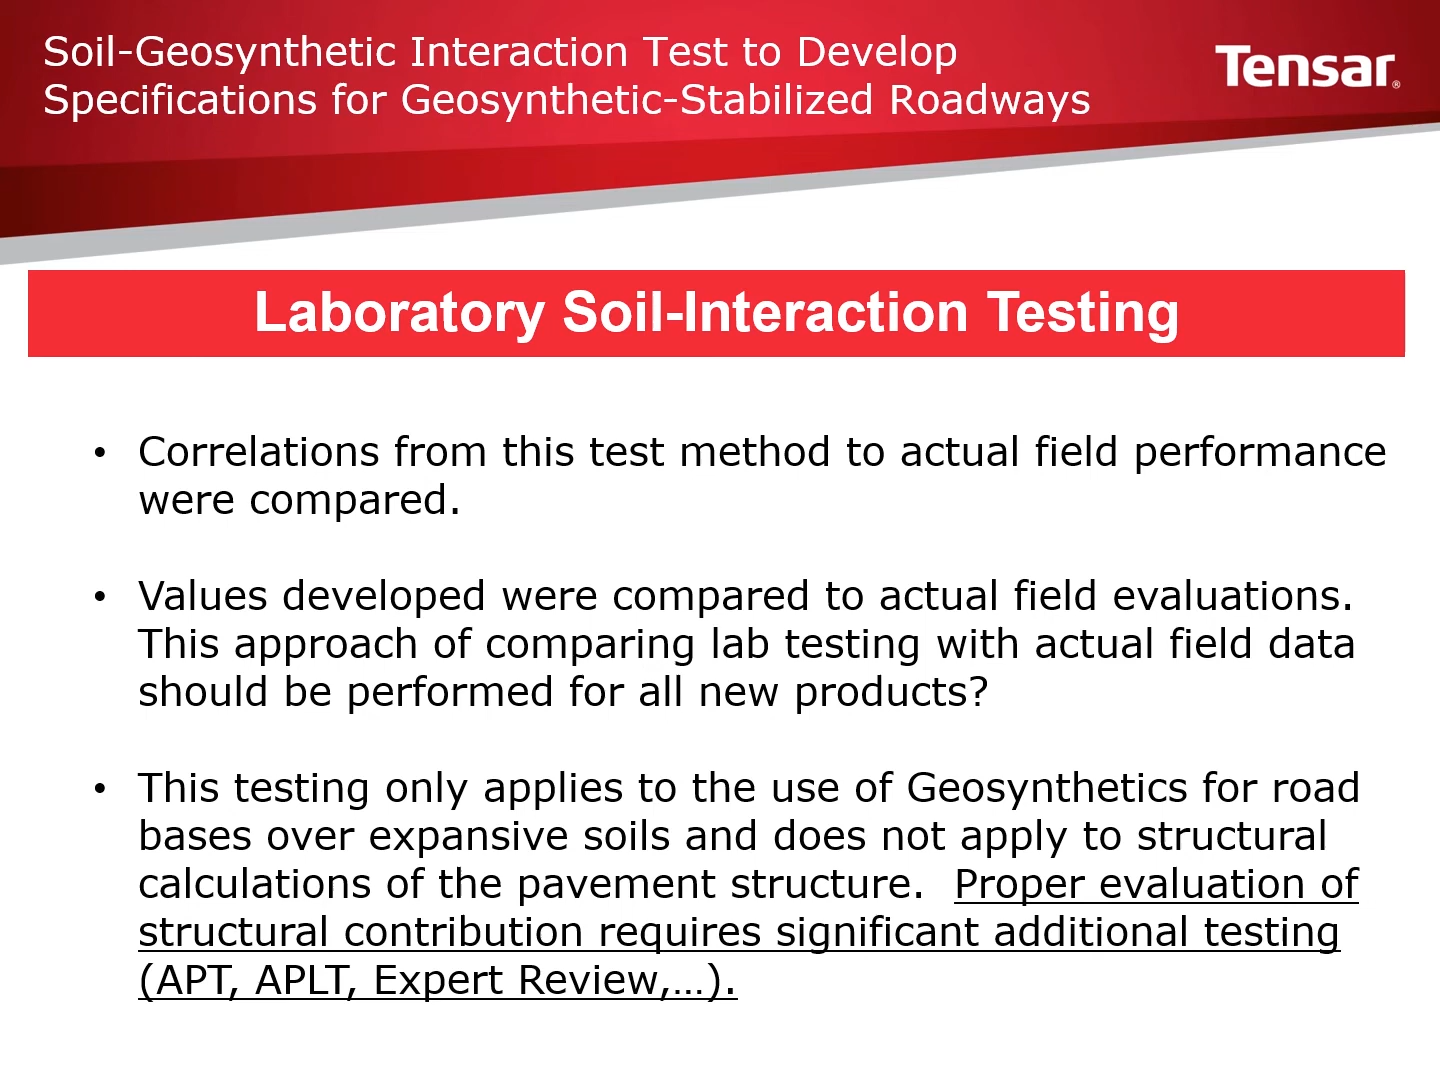 Soil-Geosynthetic Interaction Test to Develop
Specifications for Geosynthetic-Stabilized Roadways
Tensar®
Laboratory Soil-Interaction Testing
• Correlations from this test method to actual field performance
were compared.
• Values developed were compared to actual field evaluations.
This approach of comparing lab testing with actual field data
should be performed for all new products?
• This testing only applies to the use of Geosynthetics for road
bases over expansive soils and does not apply to structural
calculations of the pavement structure.  Proper evaluation of
structural contribution requires significant additional testing
(APT, APLT, Expert Review,...).